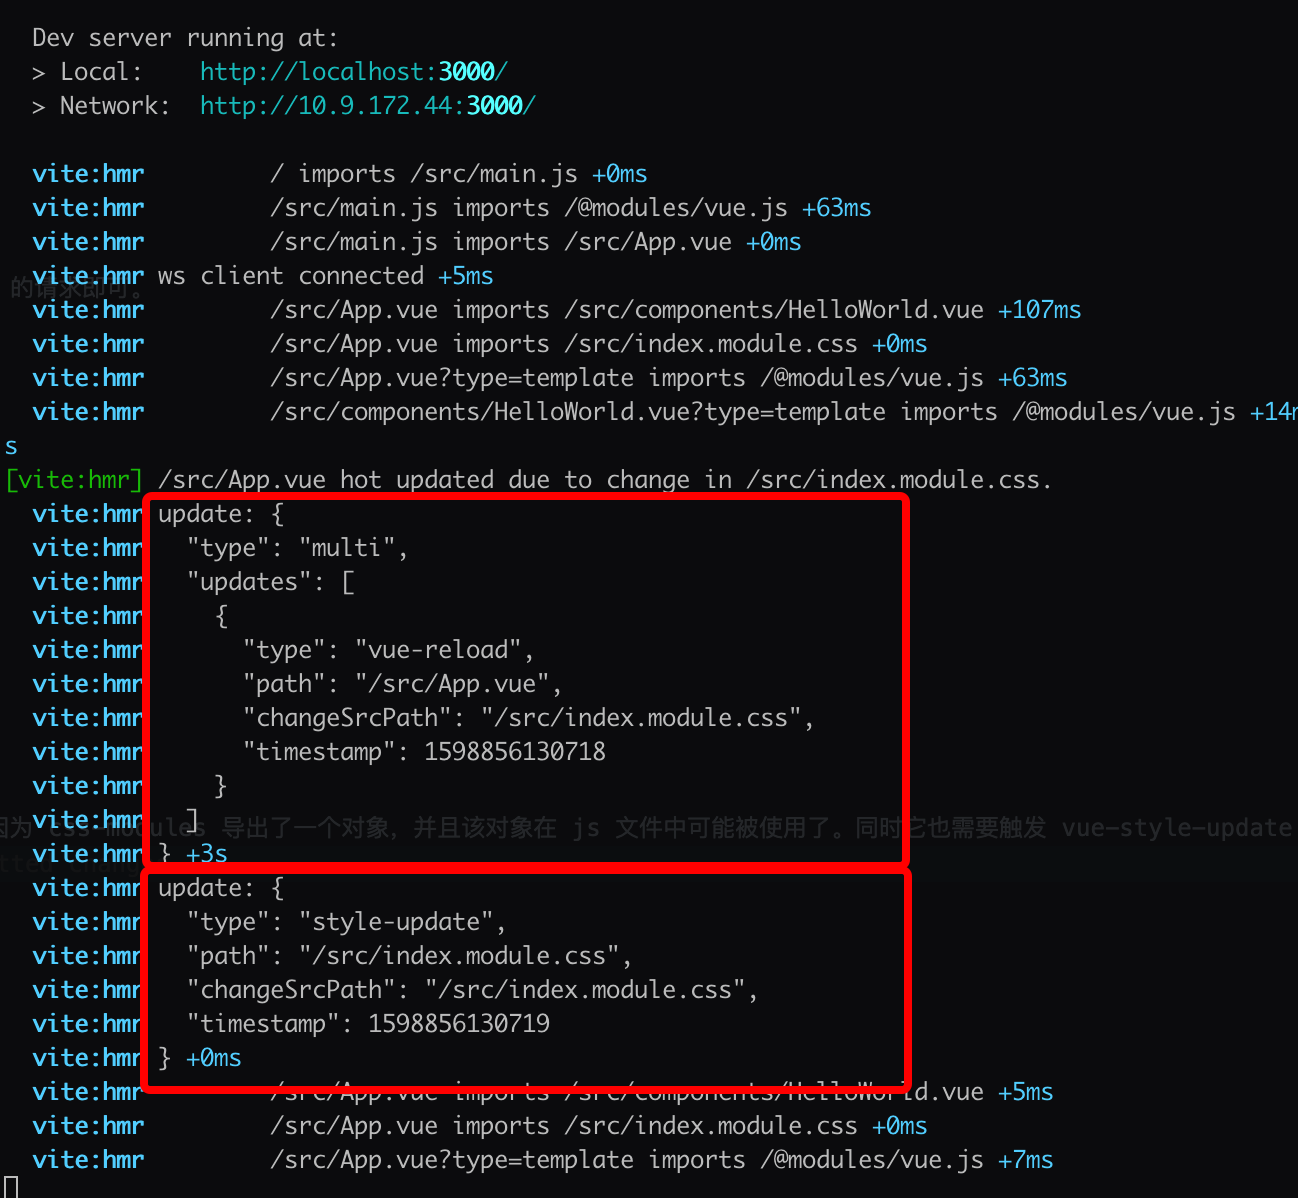 Dev server running at:
> Local:    http://localhost:3000/
> Network:  http://10.9.172.44:3000/
vite:hmr         / imports /src/main.js +0ms
vite:hmr         /src/main.js imports /@modules/vue.js +63ms
vite:hmr         /src/main.js imports /src/App.vue +0ms
vite:hmr ws client connected +5ms
的请求即可。
vite:hmr         /src/App.vue imports /src/components/HelloWorld.vue +107ms
vite:hmr         /src/App.vue imports /src/index.module.css +0ms
vite:hmr         /src/App.vue?type=template imports /@modules/vue.js +63ms
vite:hmr         /src/components/HelloWorld.vue?type=template imports /@modules/vue.js +14m
s
[vite:hmr] /src/App.vue hot updated due to change in /src/index.module.css.
vite:hmr update: {
vite:hmr   "type": "multi",
vite:hmr   "updates": [
vite:hmr     {
vite:hmr       "type": "vue-reload",
vite:hmr       "path": "/src/App.vue",
vite:hmr       "changeSrcPath": "/src/index.module.css",
vite:hmr       "timestamp": 1598856130718
vite:hmr     }
vite:hmr   ]
因为 css-modules 导出了一个对象，并且该对象在 js 文件中可能被使用了。同时它也需要触发 vue-style-update
vite:hmr } +3s
vite:hmr update: {
vite:hmr   "type": "style-update",
vite:hmr   "path": "/src/index.module.css",
vite:hmr   "changeSrcPath": "/src/index.module.css",
vite:hmr   "timestamp": 1598856130719
vite:hmr } +0ms
vite:hmr         /src/App.vue imports /src/components/HelloWorld.vue +5ms
vite:hmr         /src/App.vue imports /src/index.module.css +0ms
vite:hmr         /src/App.vue?type=template imports /@modules/vue.js +7ms